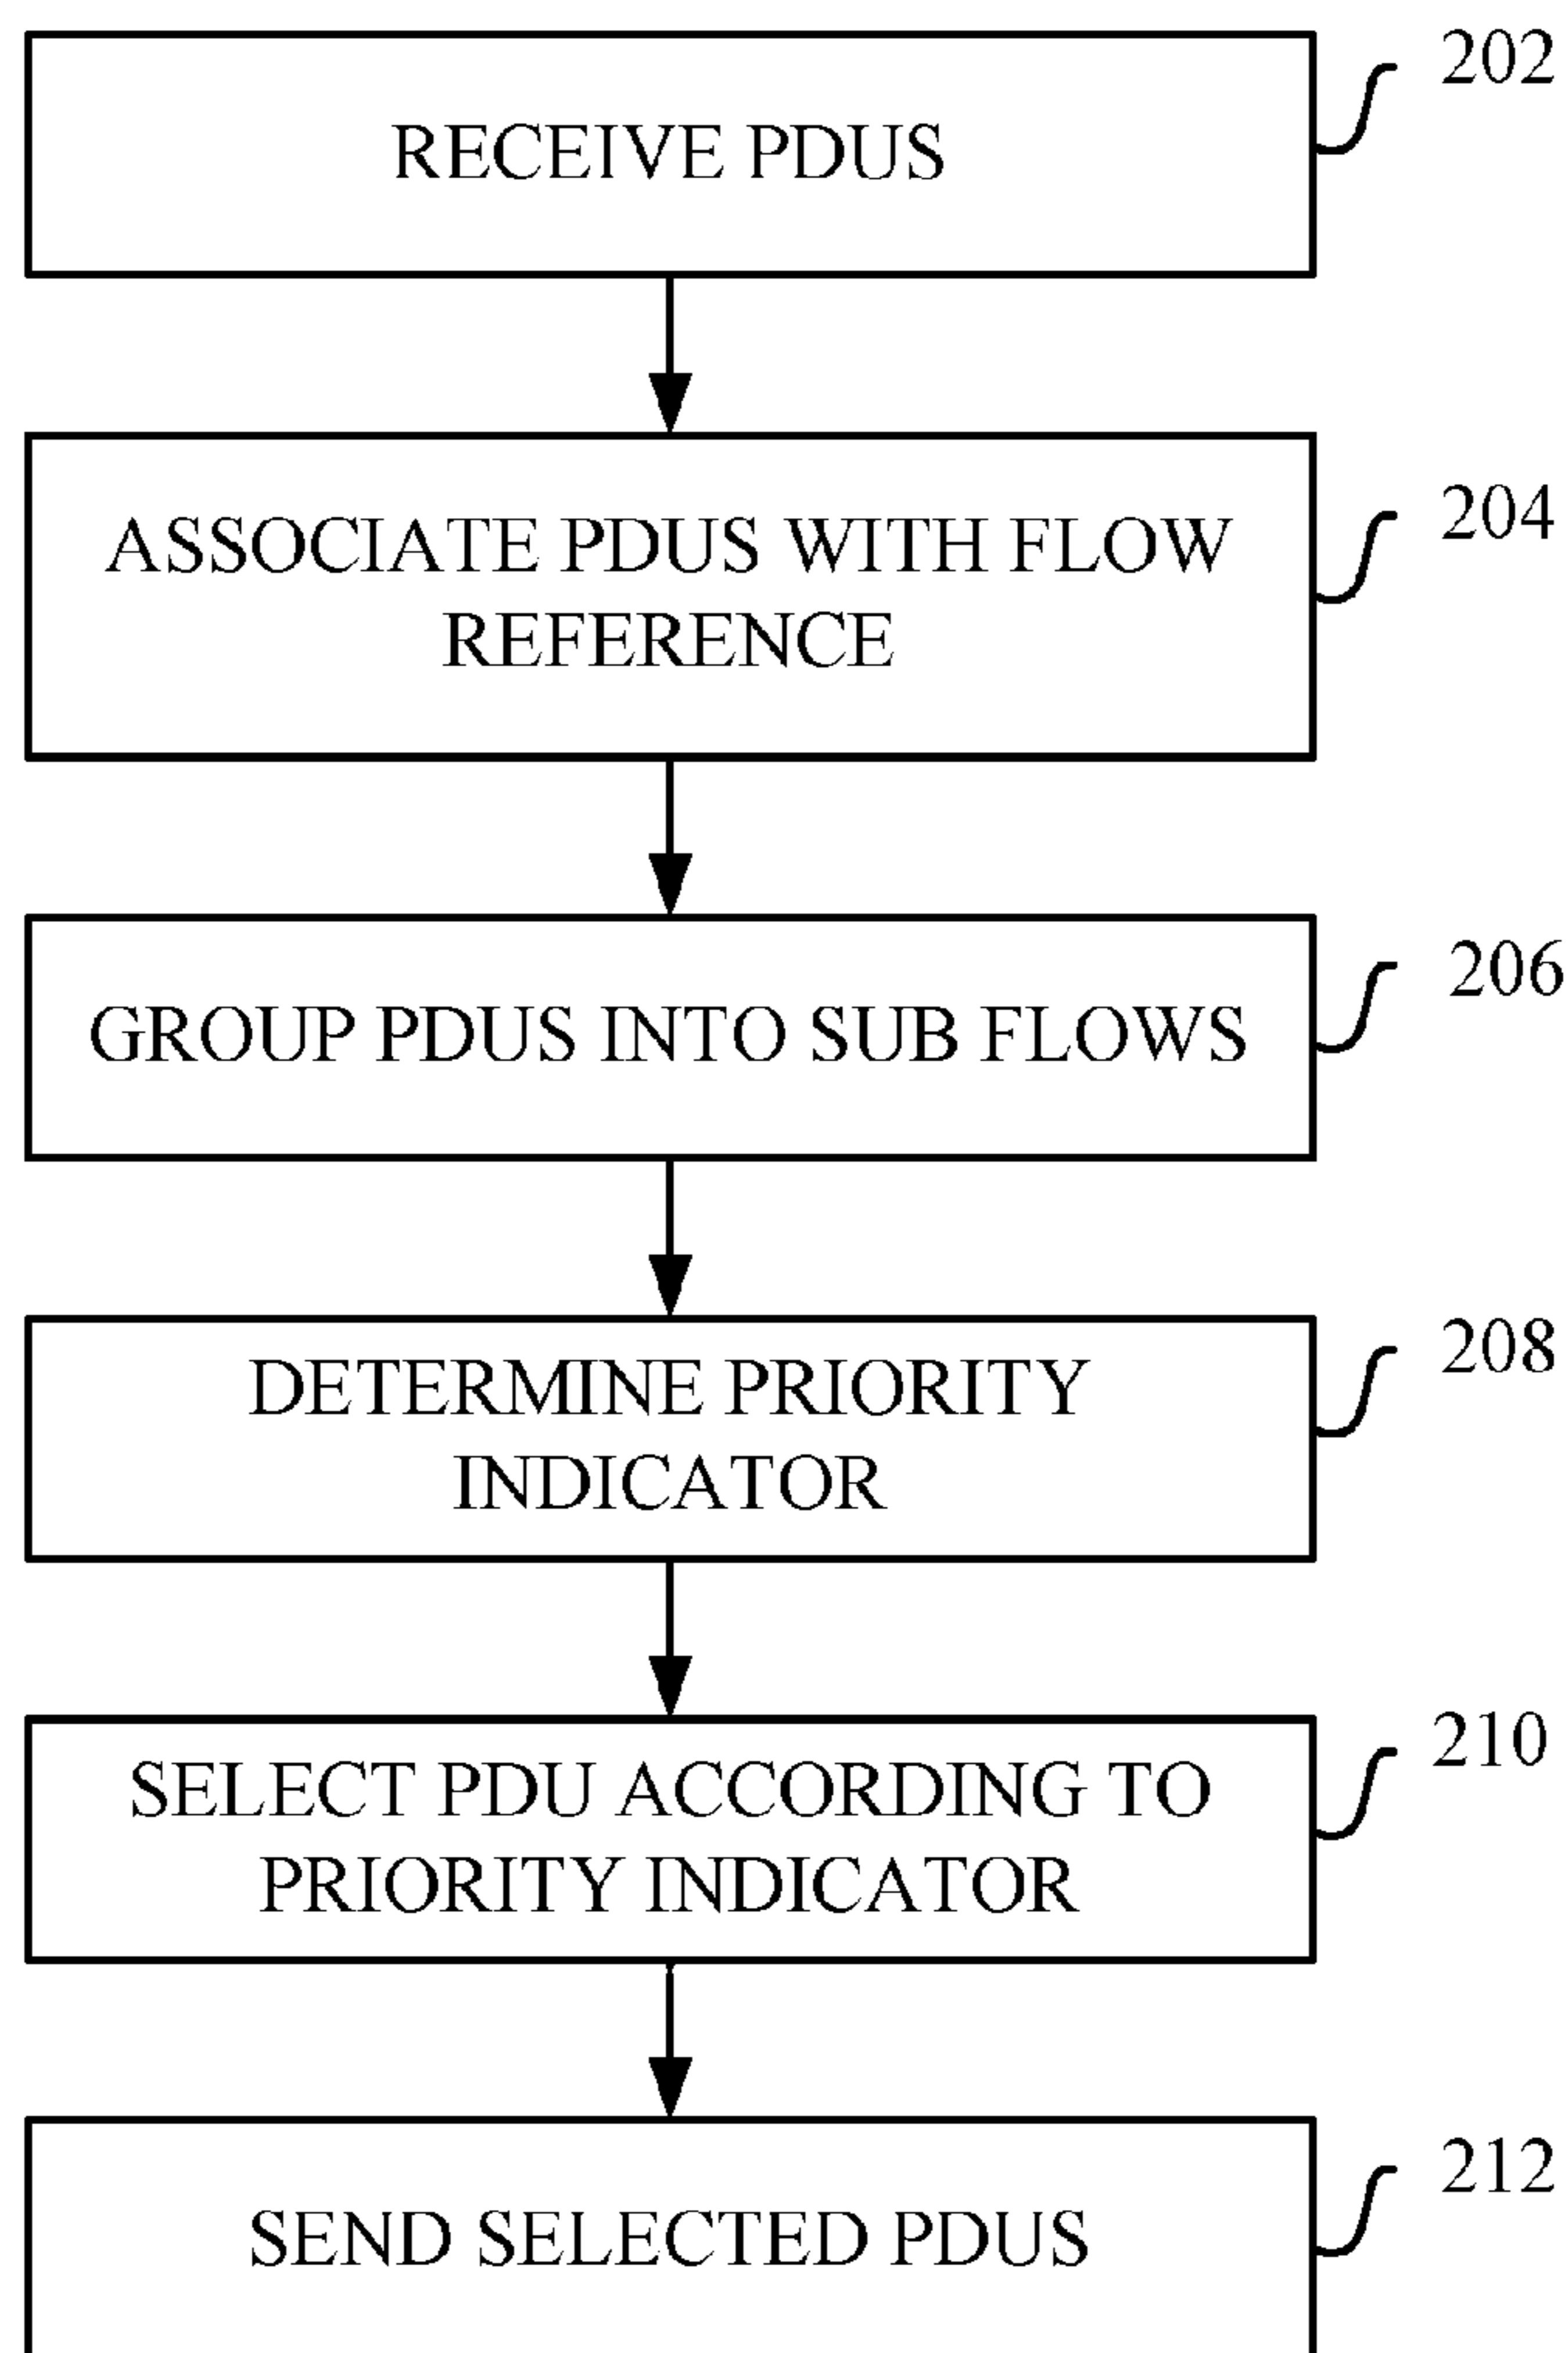 202
RECEIVE PDUS
204
ASSOCIATE PDUS WITH FLOW
REFERENCE
206
GROUP PDUS INTO SUB FLOWS
208
DETERMINE PRIORITY
INDICATOR
210
SELECT PDU ACCORDING TO
PRIORITY INDICATOR
212
SEND SELECTED PDUS